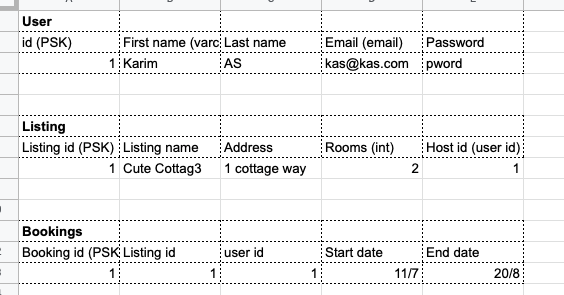 User
id (PSK) First name (varc Last name Email (email) Password
1 Karim AS kas@kas.com pword
Listing
Listing id (PSK) Listing name Address Rooms (int) Host id (user id)
1 Cute Cottag3 1 cottage way 2 1
Bookings
Booking id (PSK Listing id user id Start date End date
1 1 1 11/7 20/8